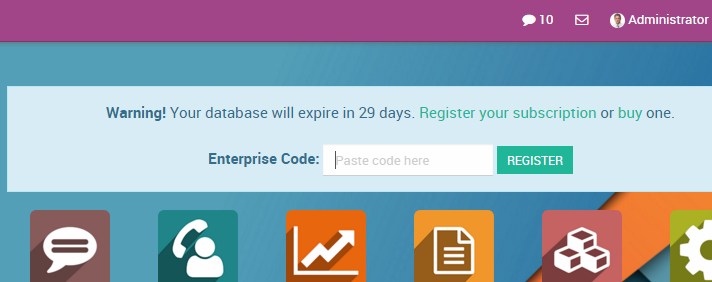 10 Administrator
Warning! Your database will expire in 29 days. Register your subscription or buy one.
Enterprise Code: Paste code here REGISTER